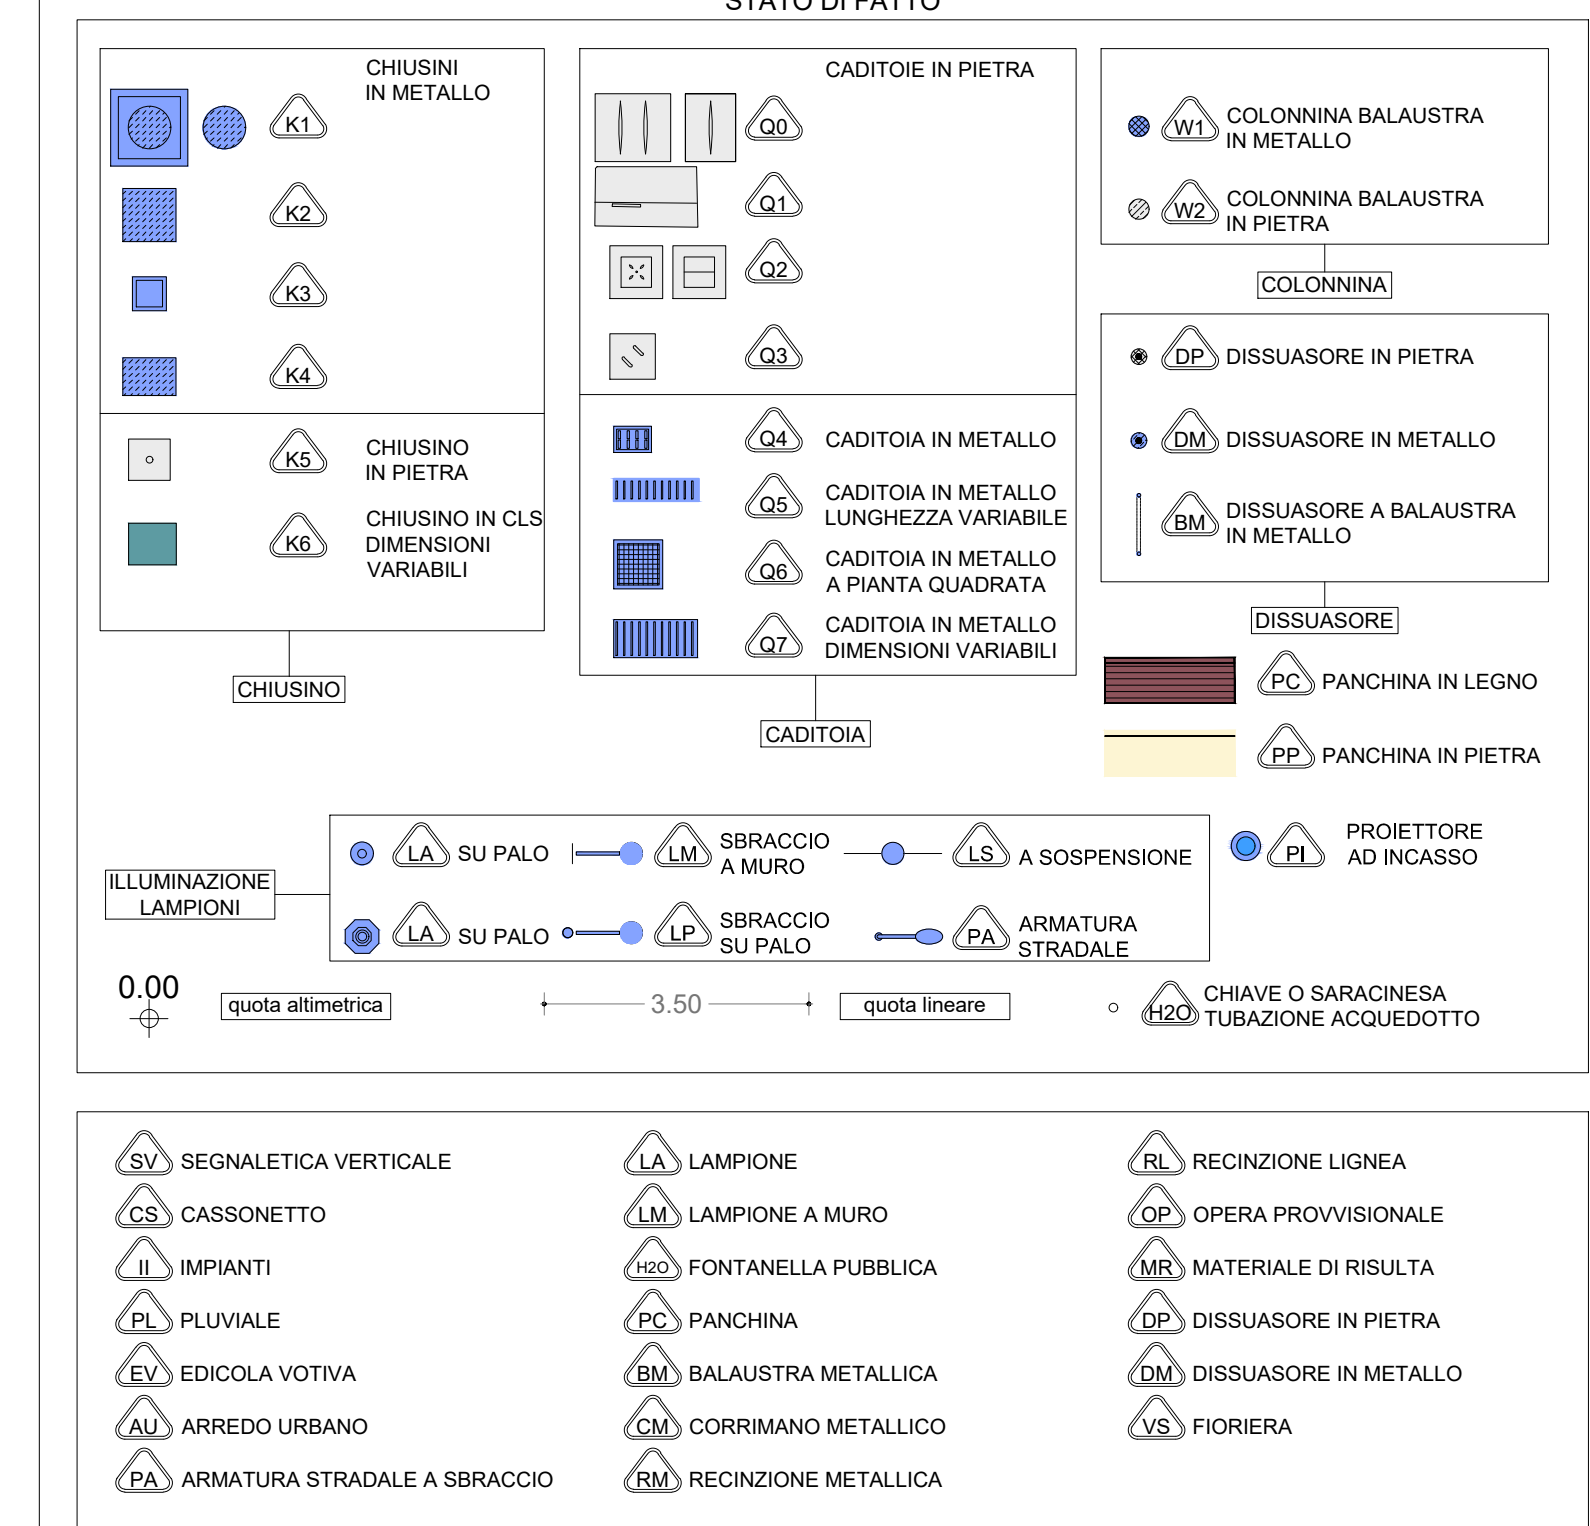 STATO DI FATTO
CHIUSINI
IN METALLO
K1
K2
K3
K4
K5
CHIUSINO
IN PIETRA
K6
CHIUSINO IN CLS
DIMENSIONI
VARIABILI
CHIUSINO
CADITOIE IN PIETRA
Q0
Q1
Q2
Q3
Q4
CADITOIA IN METALLO
Q5
CADITOIA IN METALLO
LUNGHEZZA VARIABILE
Q6
CADITOIA IN METALLO
A PIANTA QUADRATA
Q7
CADITOIA IN METALLO
DIMENSIONI VARIABILI
CADITOIA
W1
COLONNINA BALAUSTRA
IN METALLO
W2
COLONNINA BALAUSTRA
IN PIETRA
COLONNINA
DP DISSUASORE IN PIETRA
DM DISSUASORE IN METALLO
BM
DISSUASORE A BALAUSTRA
IN METALLO
DISSUASORE
PC PANCHINA IN LEGNO
PP PANCHINA IN PIETRA
ILLUMINAZIONE
LAMPIONI
LA SU PALO
LM
SBRACCIO
A MURO
LS A SOSPENSIONE
PI
PROIETTORE
AD INCASSO
LA SU PALO
LP
SBRACCIO
SU PALO
PA
ARMATURA
STRADALE
0.00
quota altimetrica
3.50
quota lineare
H2O
CHIAVE O SARACINESA
TUBAZIONE ACQUEDOTTO
SV SEGNALETICA VERTICALE
CS CASSONETTO
II IMPIANTI
PL PLUVIALE
EV EDICOLA VOTIVA
AU ARREDO URBANO
PA ARMATURA STRADALE A SBRACCIO
LA LAMPIONE
LM LAMPIONE A MURO
H2O FONTANELLA PUBBLICA
PC PANCHINA
BM BALAUSTRA METALLICA
CM CORRIMANO METALLICO
RM RECINZIONE METALLICA
RL RECINZIONE LIGNEA
OP OPERA PROVVISIONALE
MR MATERIALE DI RISULTA
DP DISSUASORE IN PIETRA
DM DISSUASORE IN METALLO
VS FIORIERA